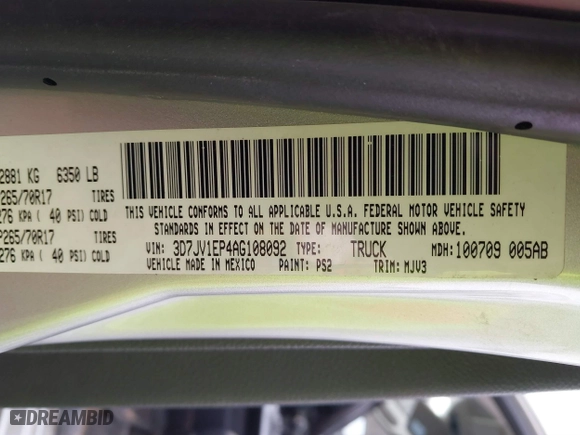 2881 KG 6350 LB
265/70R17 TIRES
276 KPA ( 40 PSI) COLD
P265/70R17 TIRES
276 KPA ( 40 PSI) COLD
THIS VEHICLE CONFORMS TO ALL APPLICABLE U.S.A. FEDERAL MOTOR VEHICLE SAFETY
STANDARDS IN EFFECT ON THE DATE OF MANUFACTURE SHOWN ABOVE.
VIN: 3D7JV1EP4AG108092 TYPE: TRUCK MDH: 100709 005AB
VEHICLE MADE IN MEXICO PAINT: PS2 TRIM: MJV3
DREAMBID